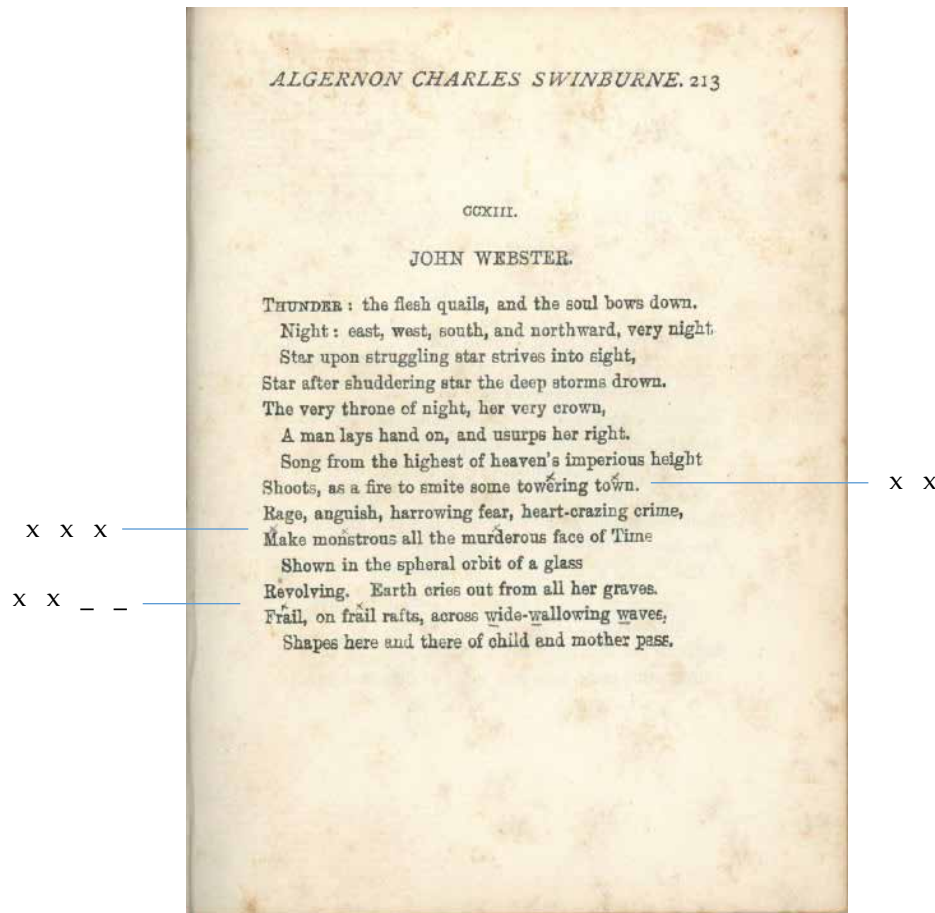 ALGERNON CHARLES SWINBURNE. 213
CCXIII.
JOHN WEBSTER.
THUNDER : the flesh quails, and the soul bows down.
Night : east, west, south, and northward, very night.
Star upon struggling star strives into sight,
Star after shuddering star the deep storms drown.
The very throne of night, her very crown,
A man lays hand on, and usurps her right.
Song from the highest of heaven's imperious height
Shoots, as a fire to smite some towering town.
x x
Rage, anguish, harrowing fear, heart-crazing crime,
x x x
Make monstrous all the murderous face of Time
Shown in the spheral orbit of a glass
Revolving. Earth cries out from all her graves.
x x _ _
Frail, on frail rafts, across wide-wallowing waves,
Shapes here and there of child and mother pass.